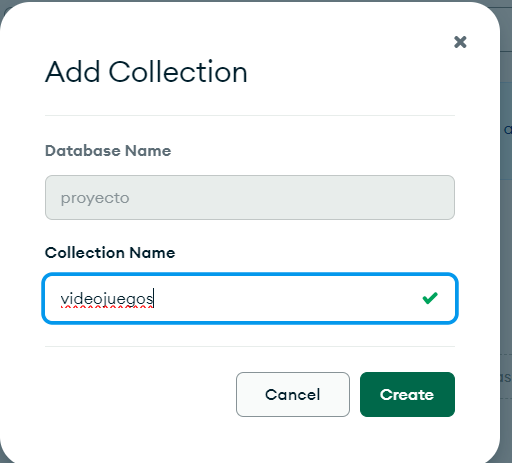 Add Collection
Database Name
proyecto
Collection Name
videojuegos
Cancel
Create